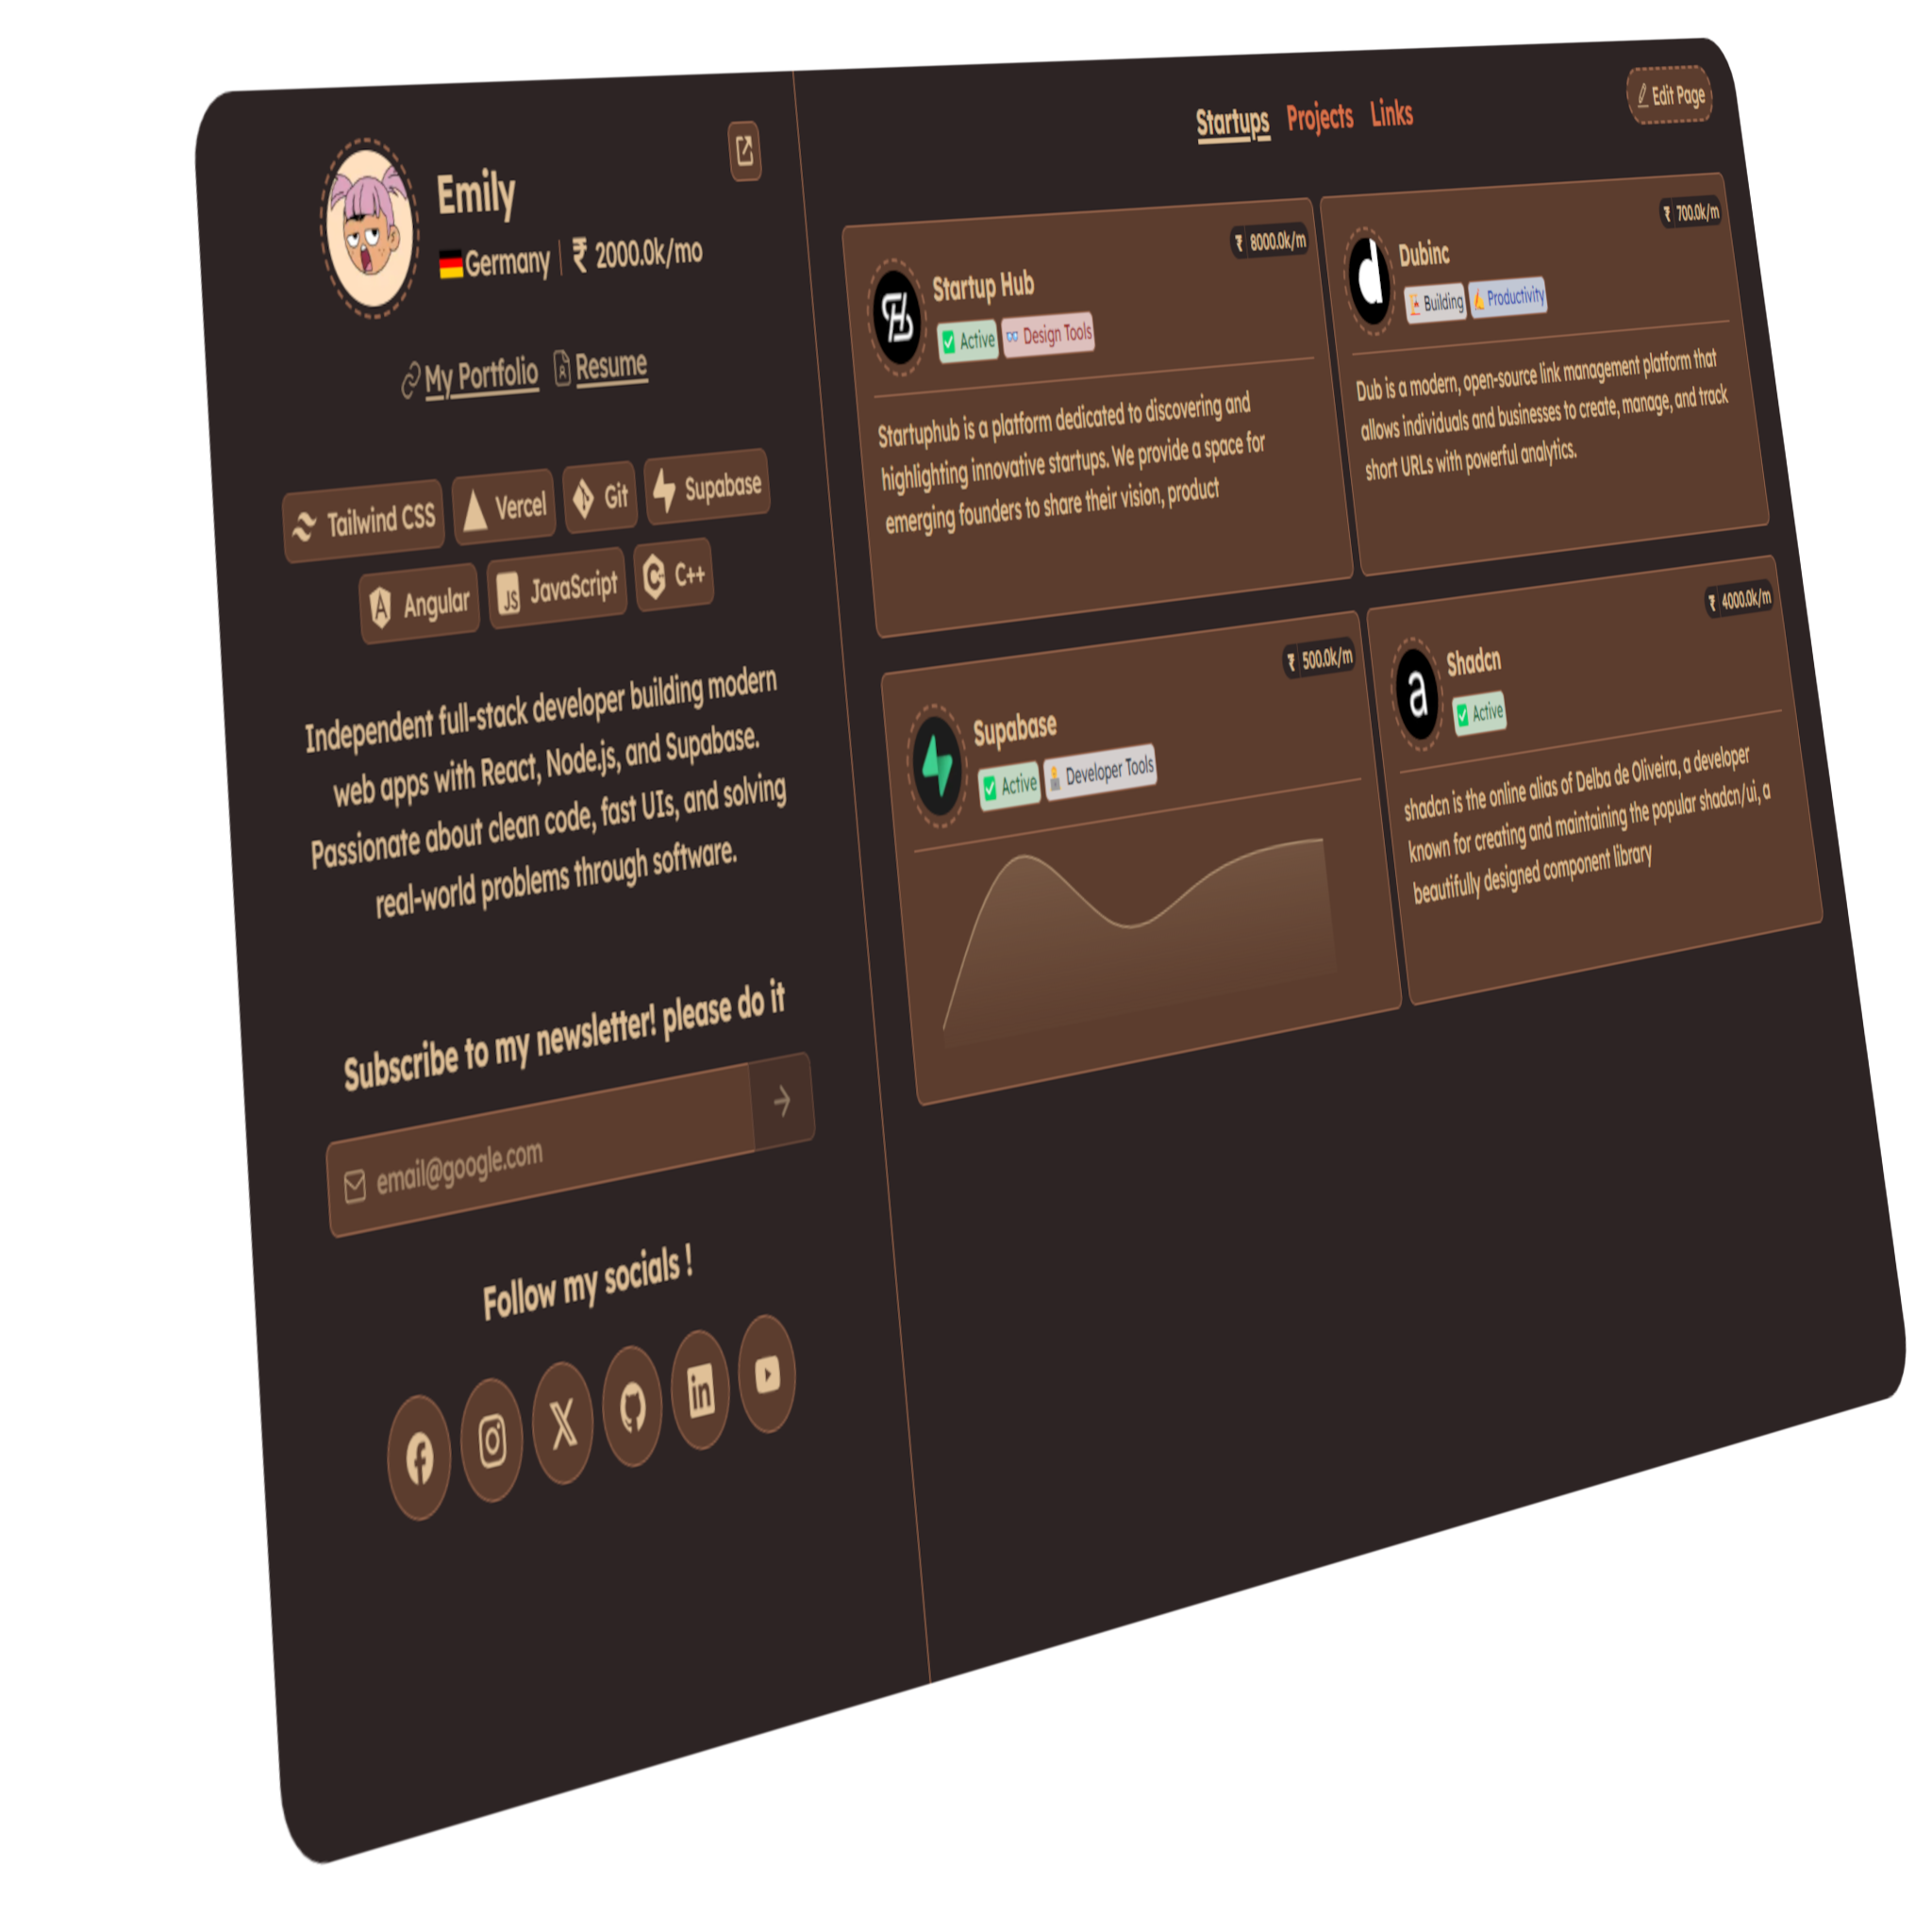 Emily
Germany | ₹ 2000.0k/mo
My Portfolio Resume
Tailwind CSS Vercel Git Supabase
Angular JS JavaScript C++
Independent full-stack developer building modern
web apps with React, Node.js, and Supabase.
Passionate about clean code, fast UIs, and solving
real-world problems through software.
Subscribe to my newsletter! please do it
email@google.com
Follow my socials !
Startups Projects Links
Edit Page
₹ 8000.0k/m
Startup Hub
Active Design Tools
Startuphub is a platform dedicated to discovering and
highlighting innovative startups. We provide a space for
emerging founders to share their vision, product
₹ 700.0k/m
Dubinc
Building Productivity
Dub is a modern, open-source link management platform that
allows individuals and businesses to create, manage, and track
short URLs with powerful analytics.
₹ 500.0k/m
Supabase
Active Developer Tools
₹ 4000.0k/m
a
Shadcn
Active
shadcn is the online alias of Delba de Oliveira, a developer
known for creating and maintaining the popular shadcn/ui, a
beautifully designed component library